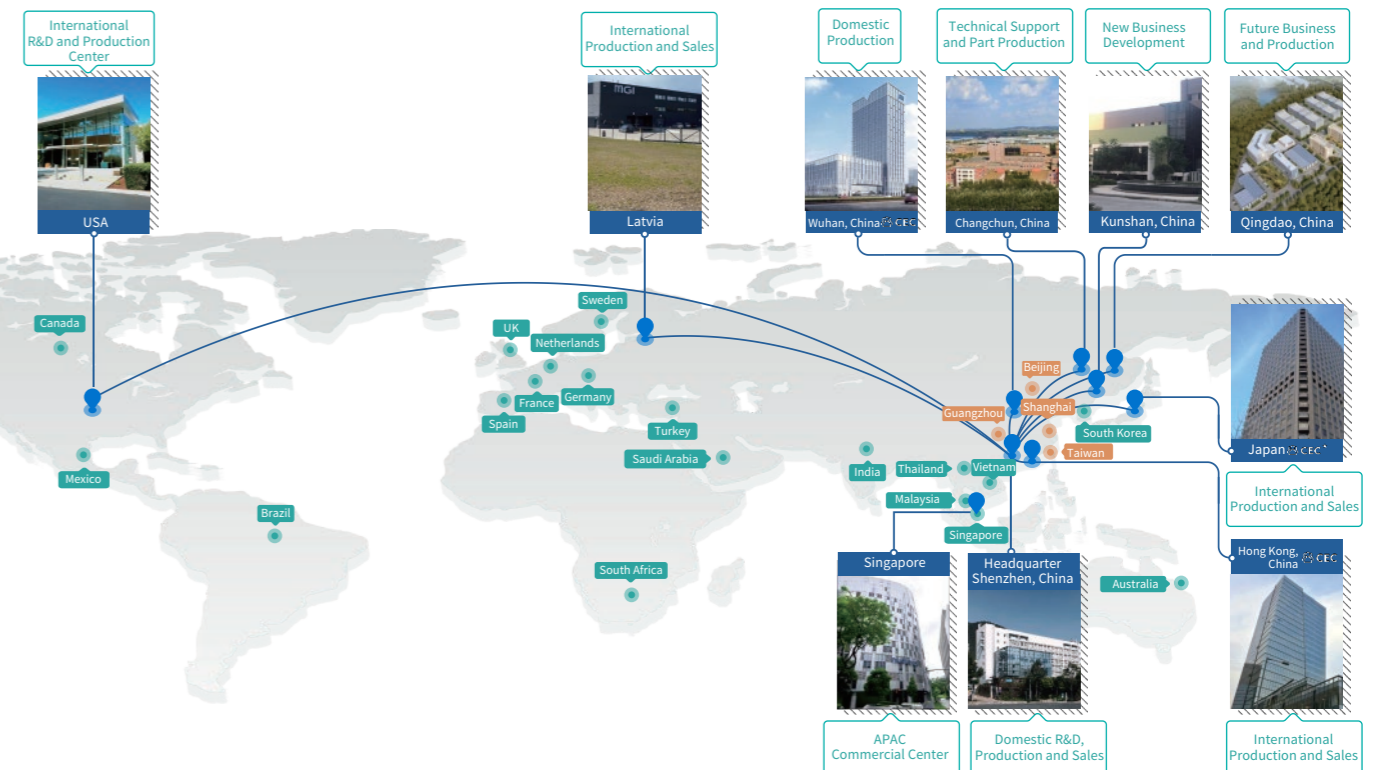 International
R&D and Production
Center
International
Production and Sales
Domestic
Production
Technical Support
and Part Production
New Business
Development
Future Business
and Production
MGI
USA
Latvia
Wuhan, China CEC
Changchun, China
Kunshan, China
Qingdao, China
Canada
Sweden
UK
Netherlands
France
Germany
Spain
Turkey
Saudi Arabia
Mexico
Brazil
South Africa
India
Thailand
Vietnam
Malaysia
Singapore
Beijing
Guangzhou
Shanghai
South Korea
Taiwan
Australia
Japan CEC
International
Production and Sales
Hong Kong,
China CEC
International
Production and Sales
Singapore
APAC
Commercial Center
Headquarter
Shenzhen, China
Domestic R&D,
Production and Sales